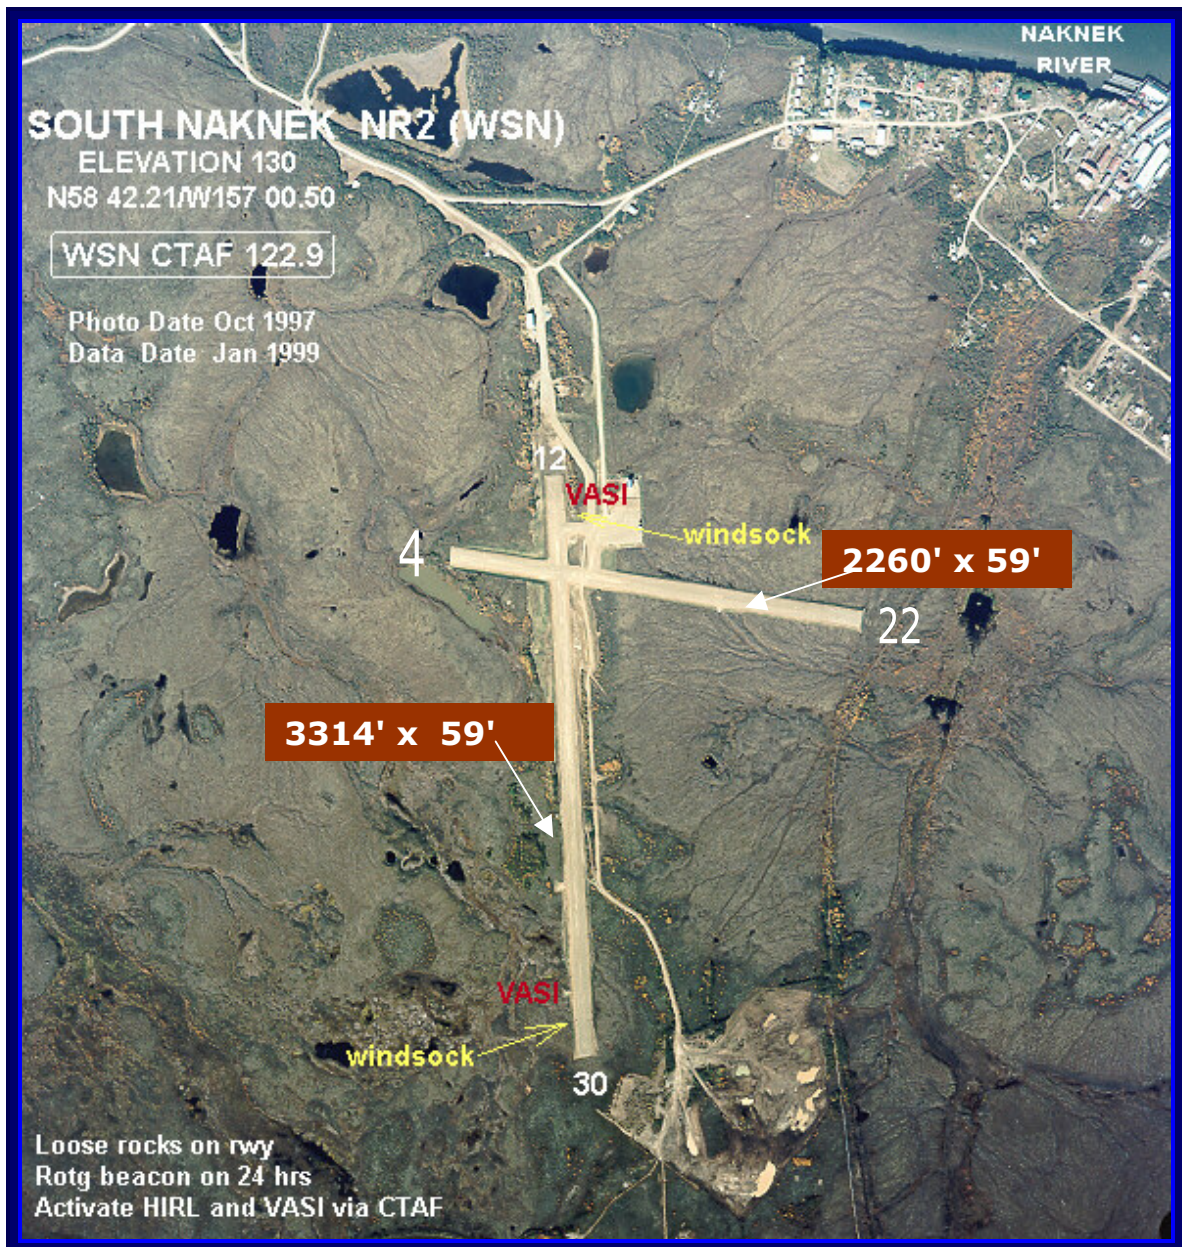 NAKNEK
RIVER
SOUTH NAKNEK NR2 (WSN)
ELEVATION 130
N58 42.21/W157 00.50
WSN CTAF 122.9
Photo Date Oct 1997
Data Date Jan 1999
12
VASI
windsock
4
2260' x 59'
22
3314' x 59'
VASI
windsock
30
Loose rocks on rwy
Rotg beacon on 24 hrs
Activate HIRL and VASI via CTAF